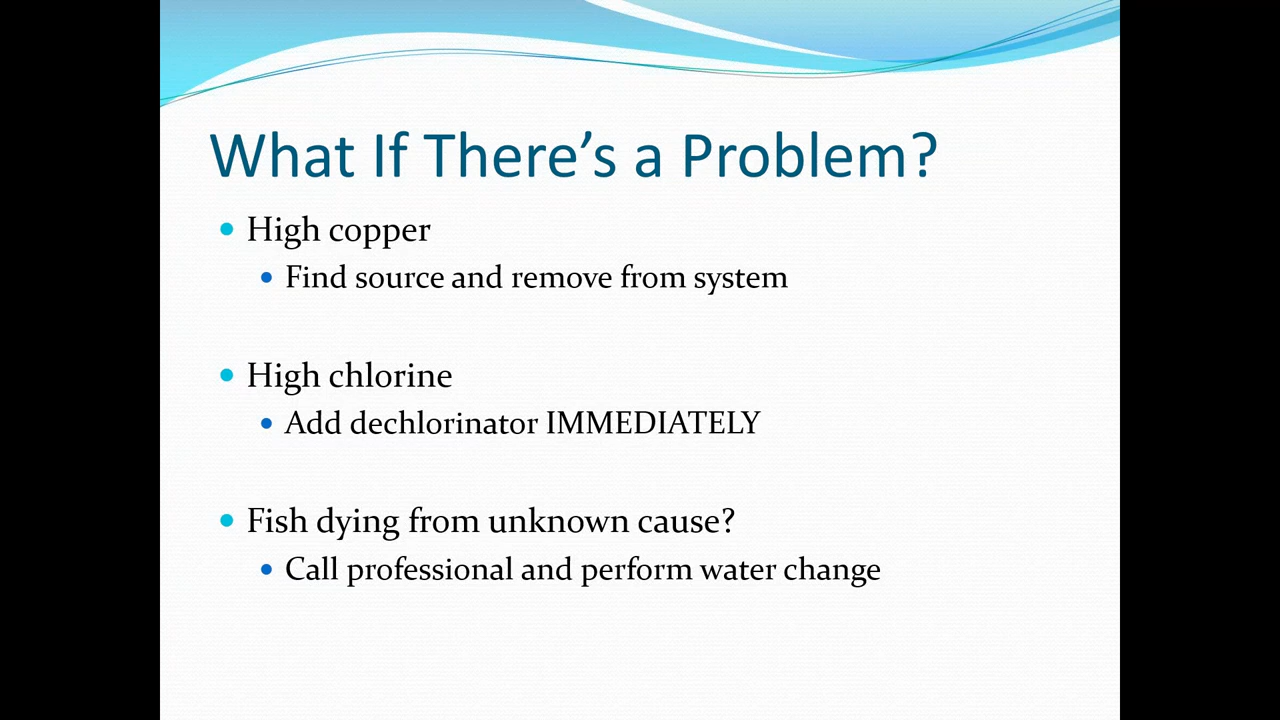 What If There’s a Problem?
High copper
Find source and remove from system
High chlorine
Add dechlorinator IMMEDIATELY
Fish dying from unknown cause?
Call professional and perform water change